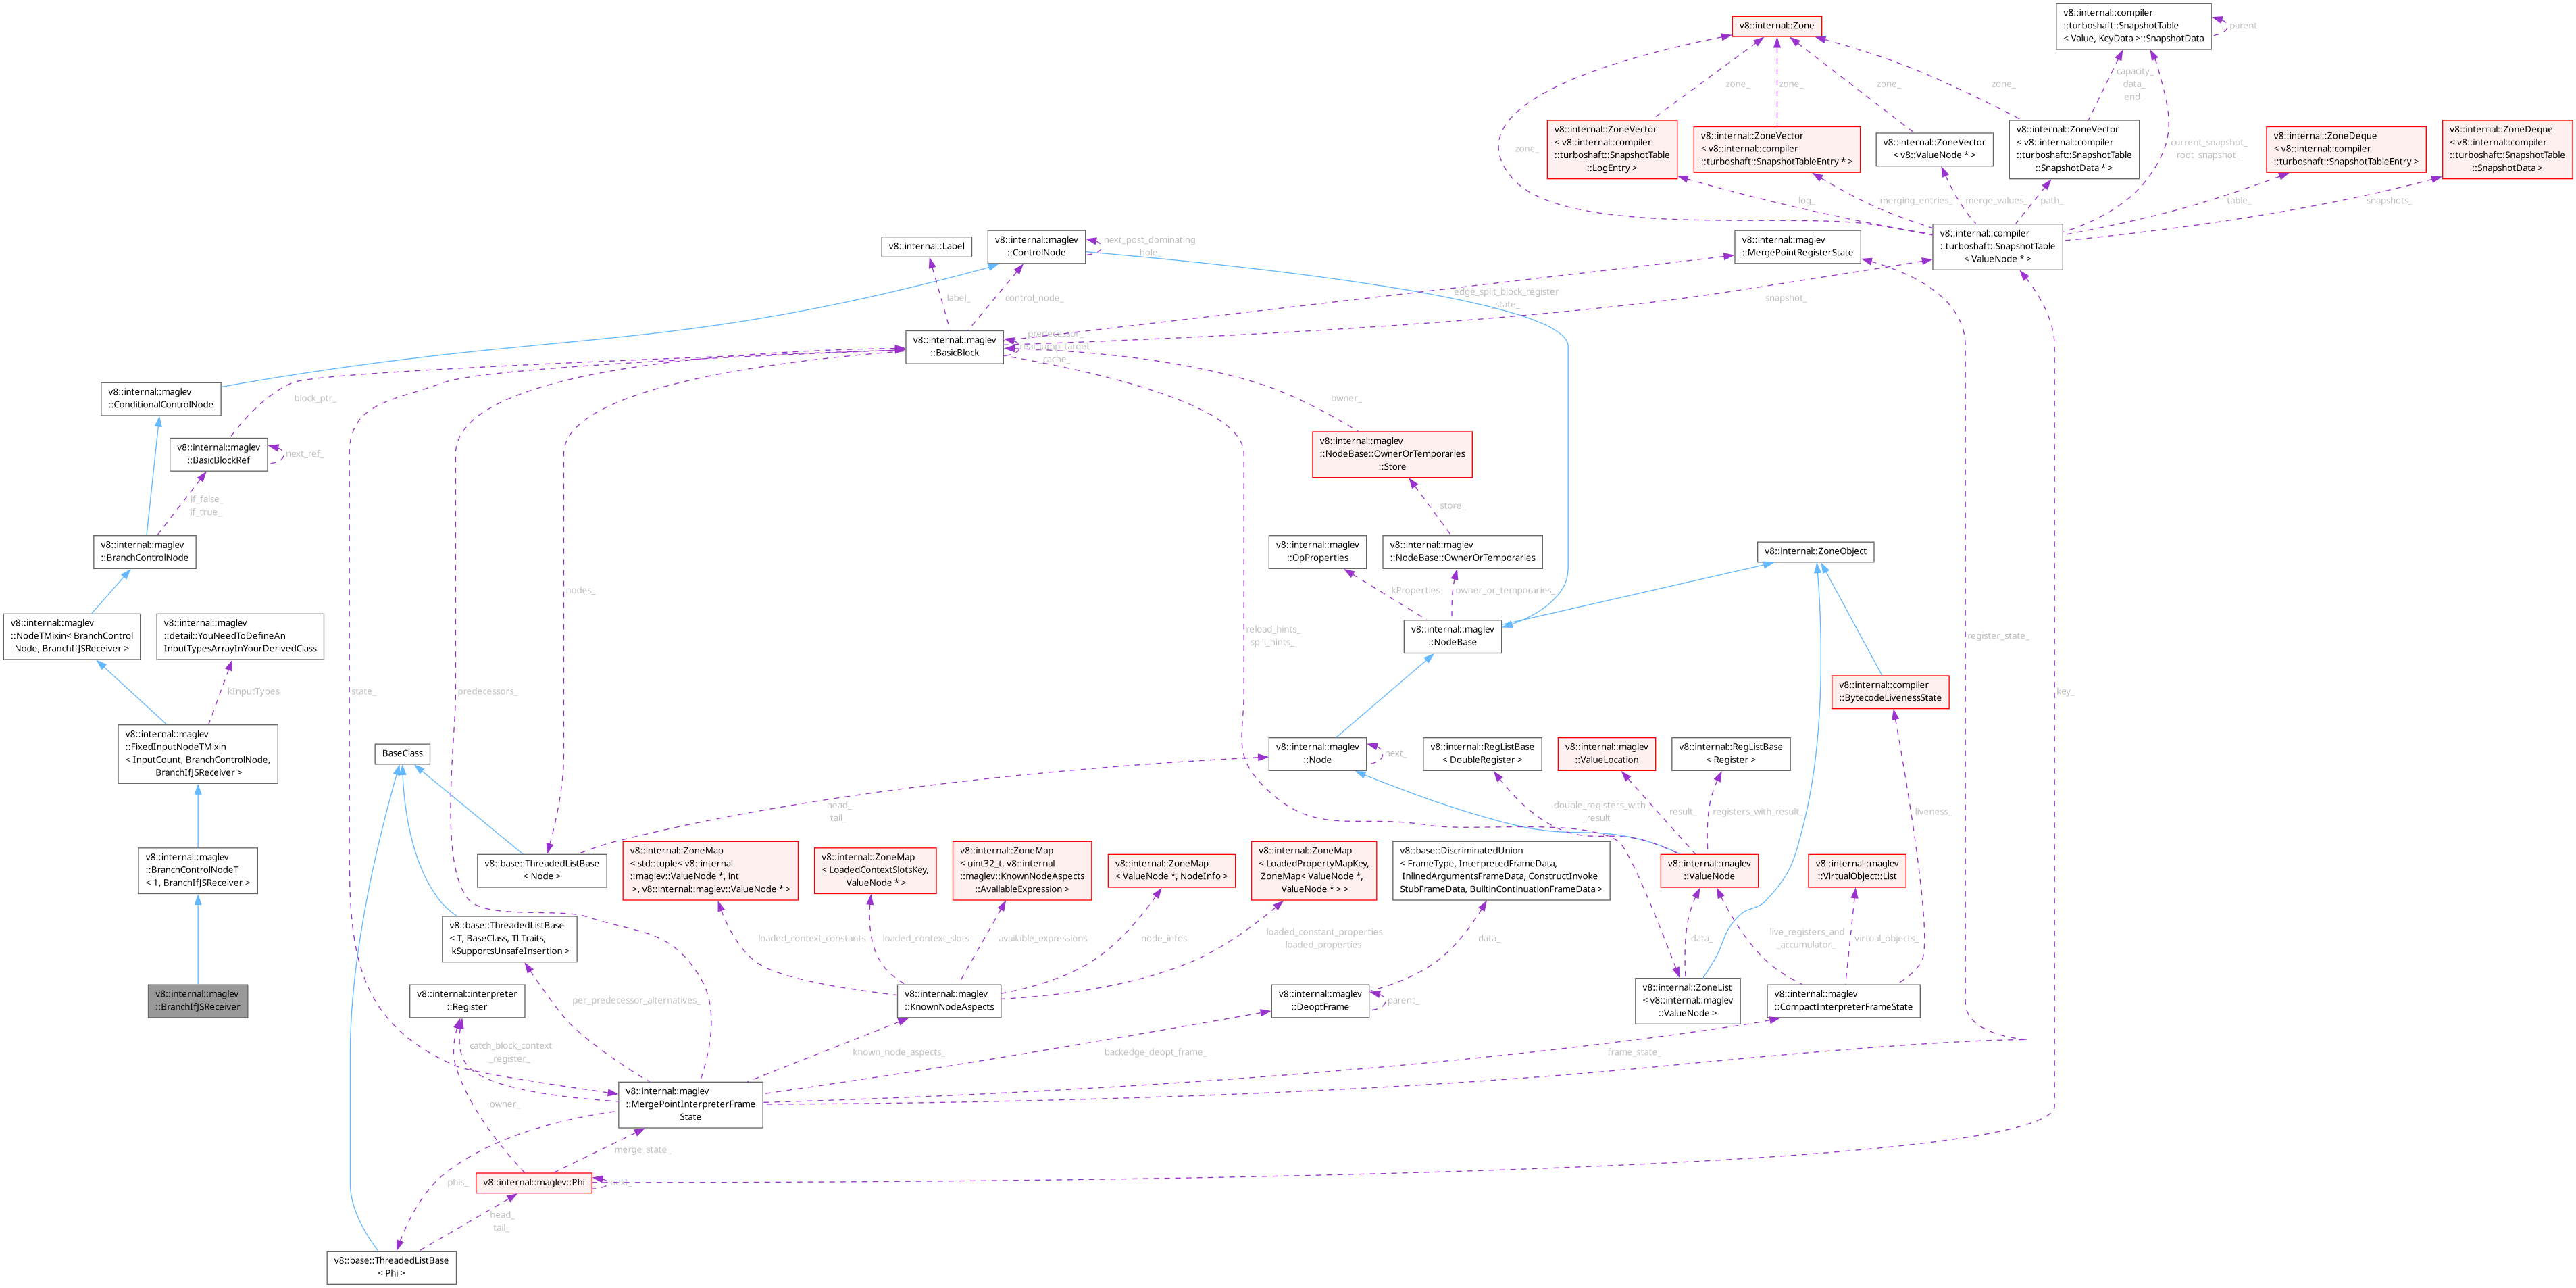 v8::internal::Zone
v8::internal::compiler
::turboshaft::SnapshotTable
< Value, KeyData >::SnapshotData
parent
zone_
zone_
zone_
zone_
zone_
capacity_
data_
end_
current_snapshot_
root_snapshot_
v8::internal::ZoneVector
< v8::internal::compiler
::turboshaft::SnapshotTable
::LogEntry >
v8::internal::ZoneVector
< v8::internal::compiler
::turboshaft::SnapshotTableEntry * >
v8::internal::ZoneVector
< v8::ValueNode * >
v8::internal::ZoneVector
< v8::internal::compiler
::turboshaft::SnapshotTable
::SnapshotData * >
v8::internal::ZoneDeque
< v8::internal::compiler
::turboshaft::SnapshotTableEntry >
v8::internal::ZoneDeque
< v8::internal::compiler
::turboshaft::SnapshotTable
::SnapshotData >
log_
merging_entries_
merge_values_
path_
table_
snapshots_
v8::internal::Label
v8::internal::maglev
::ControlNode
next_post_dominating
_hole_
v8::internal::maglev
::MergePointRegisterState
v8::internal::compiler
::turboshaft::SnapshotTable
< ValueNode * >
label_
control_node_
edge_split_block_register
_state_
snapshot_
v8::internal::maglev
::BasicBlock
predecessor_
real_jump_target
_cache_
v8::internal::maglev
::ConditionalControlNode
block_ptr_
owner_
v8::internal::maglev
::BasicBlockRef
next_ref_
v8::internal::maglev
::NodeBase::OwnerOrTemporaries
::Store
if_false_
if_true_
store_
v8::internal::maglev
::BranchControlNode
v8::internal::maglev
::OpProperties
v8::internal::maglev
::NodeBase::OwnerOrTemporaries
v8::internal::ZoneObject
nodes_
kProperties
owner_or_temporaries_
v8::internal::maglev
::NodeTMixin< BranchControl
Node, BranchIfJSReceiver >
v8::internal::maglev
::detail::YouNeedToDefineAn
InputTypesArrayInYourDerivedClass
reload_hints_
spill_hints_
v8::internal::maglev
::NodeBase
register_state_
kInputTypes
state_
predecessors_
v8::internal::compiler
::BytecodeLivenessState
key_
v8::internal::maglev
::FixedInputNodeTMixin
< InputCount, BranchControlNode,
BranchIfJSReceiver >
BaseClass
v8::internal::maglev
::Node
next_
v8::internal::RegListBase
< DoubleRegister >
v8::internal::maglev
::ValueLocation
v8::internal::RegListBase
< Register >
head_
tail_
double_registers_with
_result_
result_
registers_with_result_
liveness_
v8::internal::maglev
::BranchControlNodeT
< 1, BranchIfJSReceiver >
v8::base::ThreadedListBase
< Node >
v8::internal::ZoneMap
< std::tuple< v8::internal
::maglev::ValueNode *, int
>, v8::internal::maglev::ValueNode * >
v8::internal::ZoneMap
< LoadedContextSlotsKey,
ValueNode * >
v8::internal::ZoneMap
< uint32_t, v8::internal
::maglev::KnownNodeAspects
::AvailableExpression >
v8::internal::ZoneMap
< ValueNode *, NodeInfo >
v8::internal::ZoneMap
< LoadedPropertyMapKey,
ZoneMap< ValueNode *,
ValueNode * > >
v8::base::DiscriminatedUnion
< FrameType, InterpretedFrameData,
InlinedArgumentsFrameData, ConstructInvoke
StubFrameData, BuiltinContinuationFrameData >
v8::internal::maglev
::ValueNode
v8::internal::maglev
::VirtualObject::List
v8::base::ThreadedListBase
< T, BaseClass, TLTraits,
kSupportsUnsafeInsertion >
loaded_context_constants
loaded_context_slots
available_expressions
node_infos
loaded_constant_properties
loaded_properties
data_
data_
live_registers_and
_accumulator_
virtual_objects_
v8::internal::maglev
::BranchIfJSReceiver
v8::internal::interpreter
::Register
per_predecessor_alternatives_
v8::internal::maglev
::KnownNodeAspects
v8::internal::maglev
::DeoptFrame
parent_
v8::internal::ZoneList
< v8::internal::maglev
::ValueNode >
v8::internal::maglev
::CompactInterpreterFrameState
catch_block_context
_register_
known_node_aspects_
backedge_deopt_frame_
frame_state_
owner_
v8::internal::maglev
::MergePointInterpreterFrame
State
merge_state_
phis_
v8::internal::maglev::Phi
next_
head_
tail_
v8::base::ThreadedListBase
< Phi >